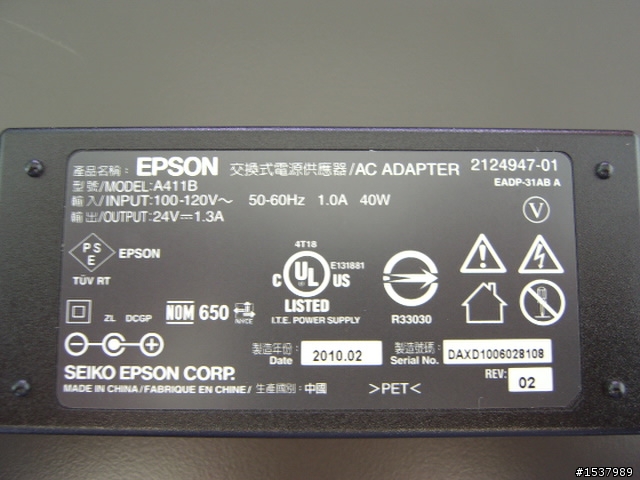 產品名稱: EPSON 交換式電源供應器/AC ADAPTER 2124947-01
型號/MODEL:A411B EADP-31AB A
輸入/INPUT:100-120V～ 50-60Hz 1.0A 40W
輸出/OUTPUT:24V⎓1.3A
V
PS
E
EPSON
TÜV RT
4T18
C UL US E131881
LISTED
I.T.E. POWER SUPPLY
R33030
ZL DCGP NOM 650 NYCE
製造年份:
Date 2010.02
製造號碼:
Serial No. DAXD1006028108
SEIKO EPSON CORP.
REV: 02
MADE IN CHINA/FABRIQUE EN CHINE/ 生產國別:中國 >PET<
#1537989